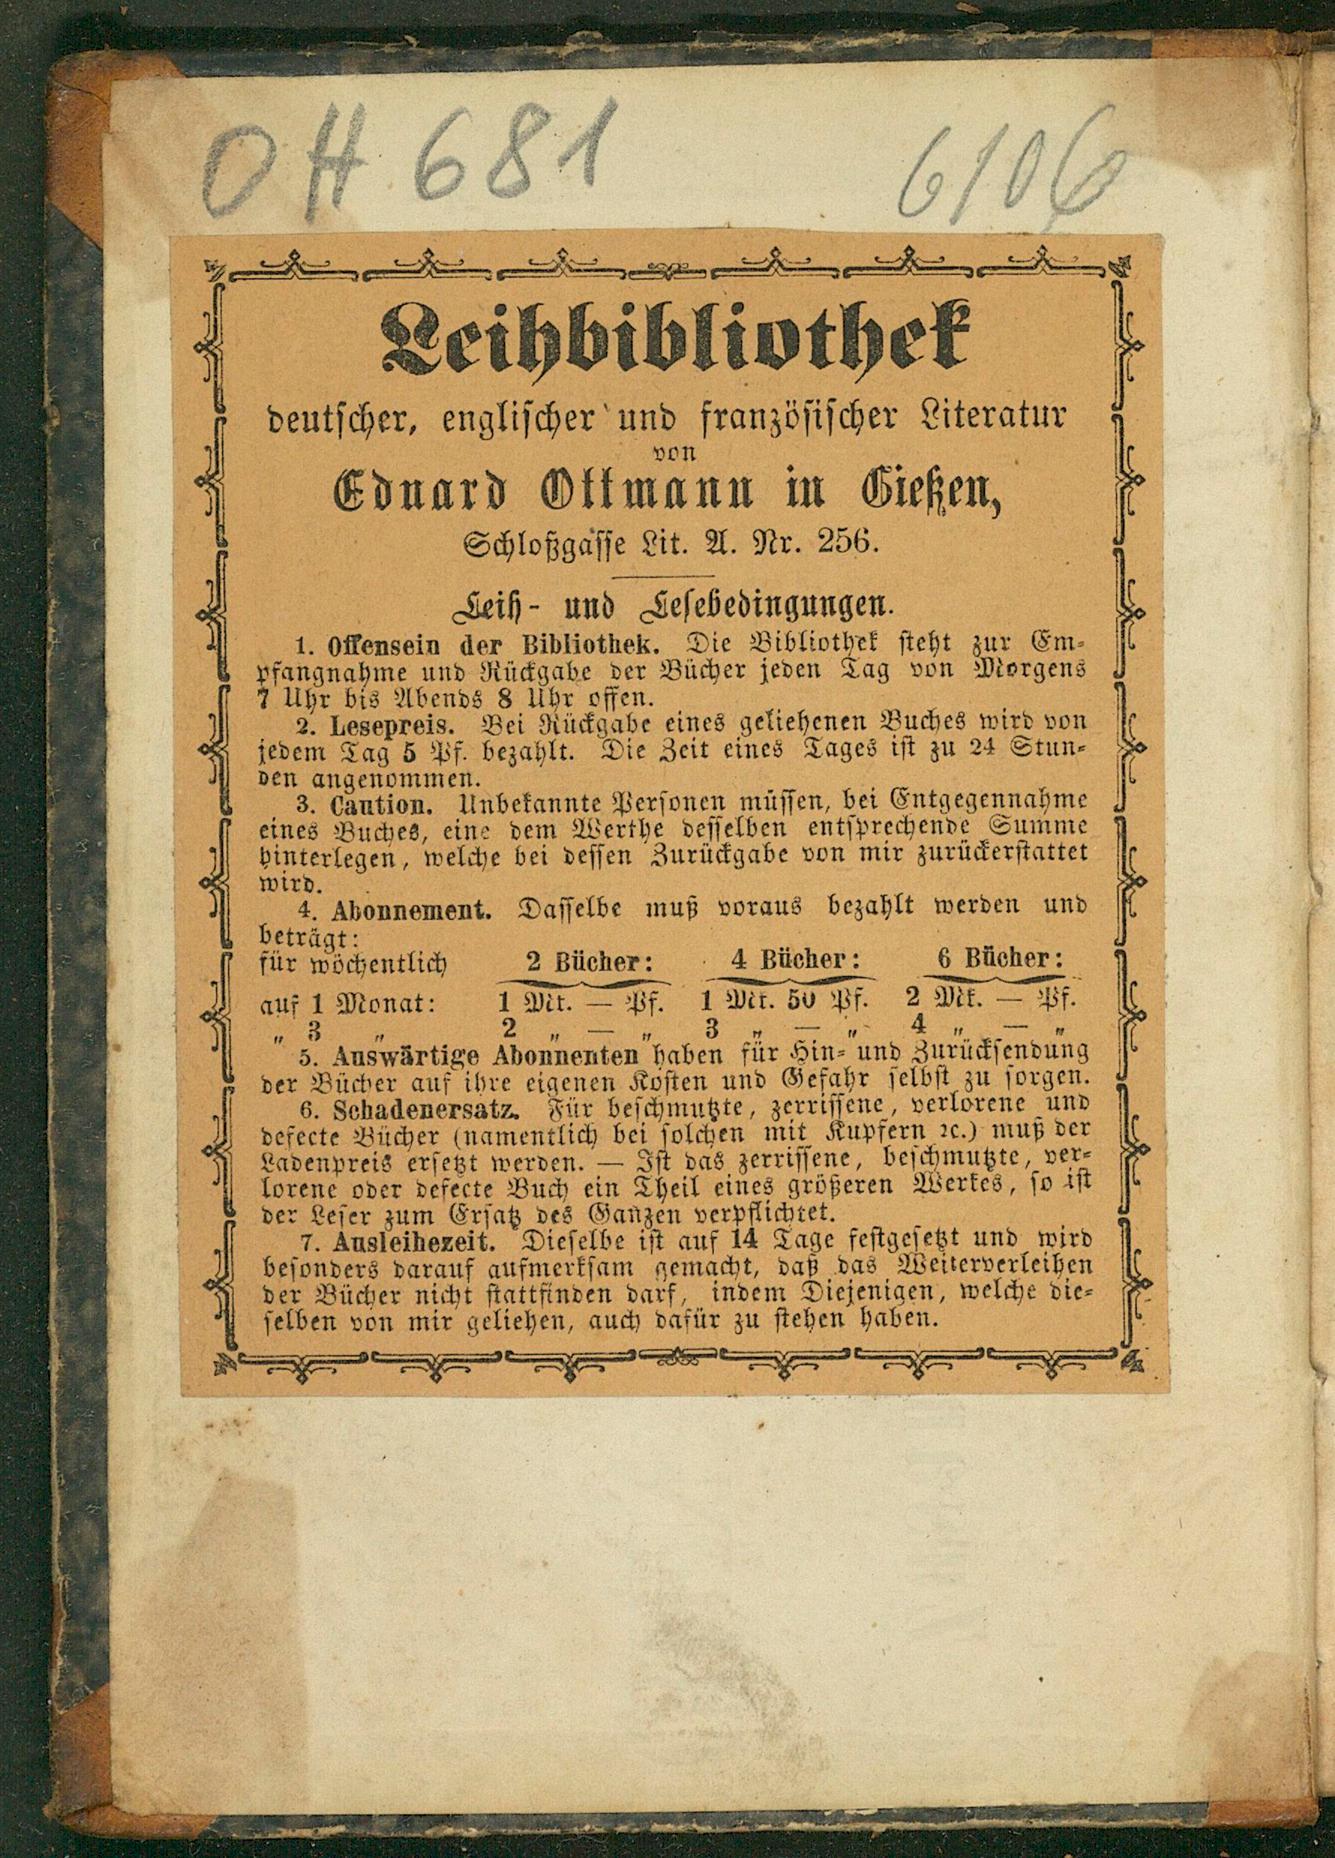 OH 681
6106
Leihbibliothek
deutscher, englischer und französischer Literatur
von
Eduard Ottmann in Gießen,
Schloßgasse Lit. A. Nr. 256.
Leih- und Lesebedingungen.
1. Offensein der Bibliothek. Die Bibliothek steht zur Em-
pfangnahme und Rückgabe der Bücher jeden Tag von Morgens
7 Uhr bis Abends 8 Uhr offen.
2. Lesepreis. Bei Rückgabe eines geliehenen Buches wird von
jedem Tag 5 Pf. bezahlt. Die Zeit eines Tages ist zu 24 Stun-
den angenommen.
3. Caution. Unbekannte Personen müssen, bei Entgegennahme
eines Buches, eine dem Werthe desselben entsprechende Summe
hinterlegen, welche bei dessen Zurückgabe von mir zurückerstattet
wird.
4. Abonnement. Dasselbe muß voraus bezahlt werden und
beträgt:
für wöchentlich 2 Bücher: 4 Bücher: 6 Bücher:
auf 1 Monat: 1 Mk. — Pf. 1 Mk. 50 Pf. 2 Mk. — Pf.
„ 3 „ 2 „ — „ 3 „ — „ 4 „ — „
5. Auswärtige Abonnenten haben für Hin- und Zurücksendung
der Bücher auf ihre eigenen Kosten und Gefahr selbst zu sorgen.
6. Schadenersatz. Für beschmutzte, zerrissene, verlorene und
defecte Bücher (namentlich bei solchen mit Kupfern ꝛc.) muß der
Ladenpreis ersetzt werden. — Ist das zerrissene, beschmutzte, ver-
lorene oder defecte Buch ein Theil eines größeren Werkes, so ist
der Leser zum Ersatz des Ganzen verpflichtet.
7. Ausleihezeit. Dieselbe ist auf 14 Tage festgesetzt und wird
besonders darauf aufmerksam gemacht, daß das Weiterverleihen
der Bücher nicht stattfinden darf, indem Diejenigen, welche die-
selben von mir geliehen, auch dafür zu stehen haben.